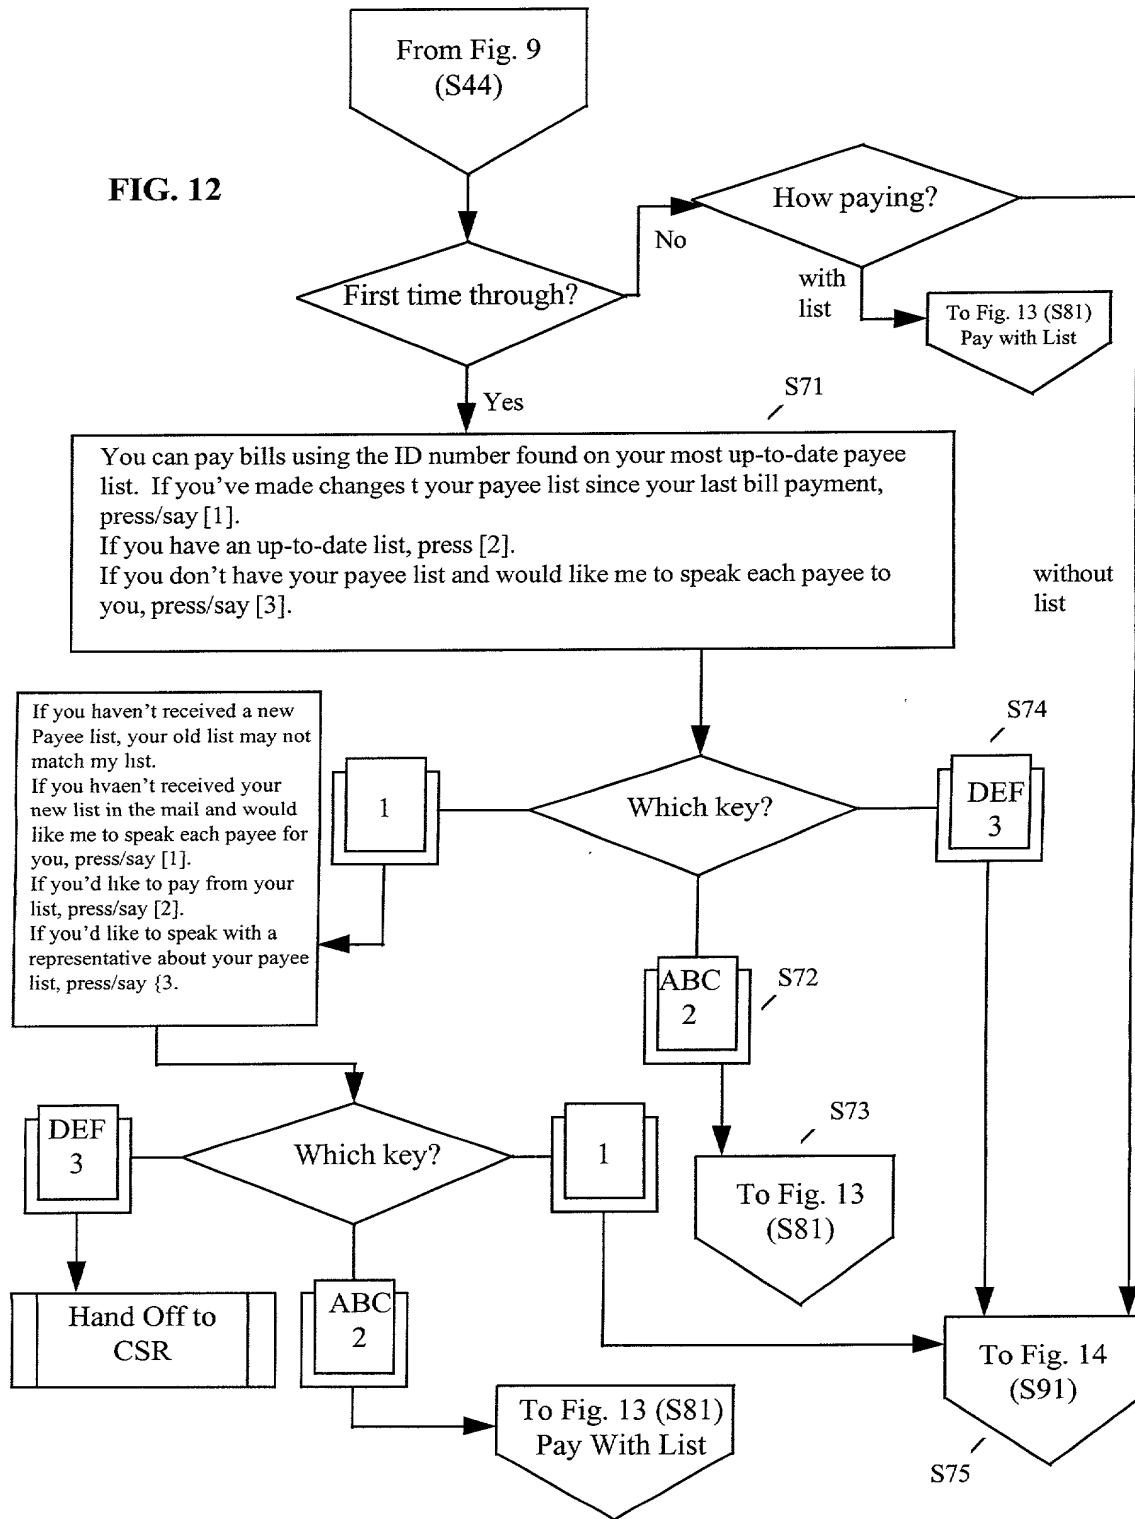 From Fig. 9
(S44)
FIG. 12
How paying?
No
First time through?
with
list
To Fig. 13 (S81)
Pay with List
Yes
S71
You can pay bills using the ID number found on your most up-to-date payee
list. If you've made changes t your payee list since your last bill payment,
press/say [1].
If you have an up-to-date list, press [2].
If you don't have your payee list and would like me to speak each payee to
you, press/say [3].
without
list
If you haven't received a new
Payee list, your old list may not
match my list.
If you hvaen't received your
new list in the mail and would
like me to speak each payee for
you, press/say [1].
If you'd like to pay from your
list, press/say [2].
If you'd like to speak with a
representative about your payee
list, press/say {3.
1
Which key?
S74
DEF
3
ABC
2
S72
S73
DEF
3
Which key?
1
To Fig. 13
(S81)
Hand Off to
CSR
ABC
2
To Fig. 14
(S91)
To Fig. 13 (S81)
Pay With List
S75